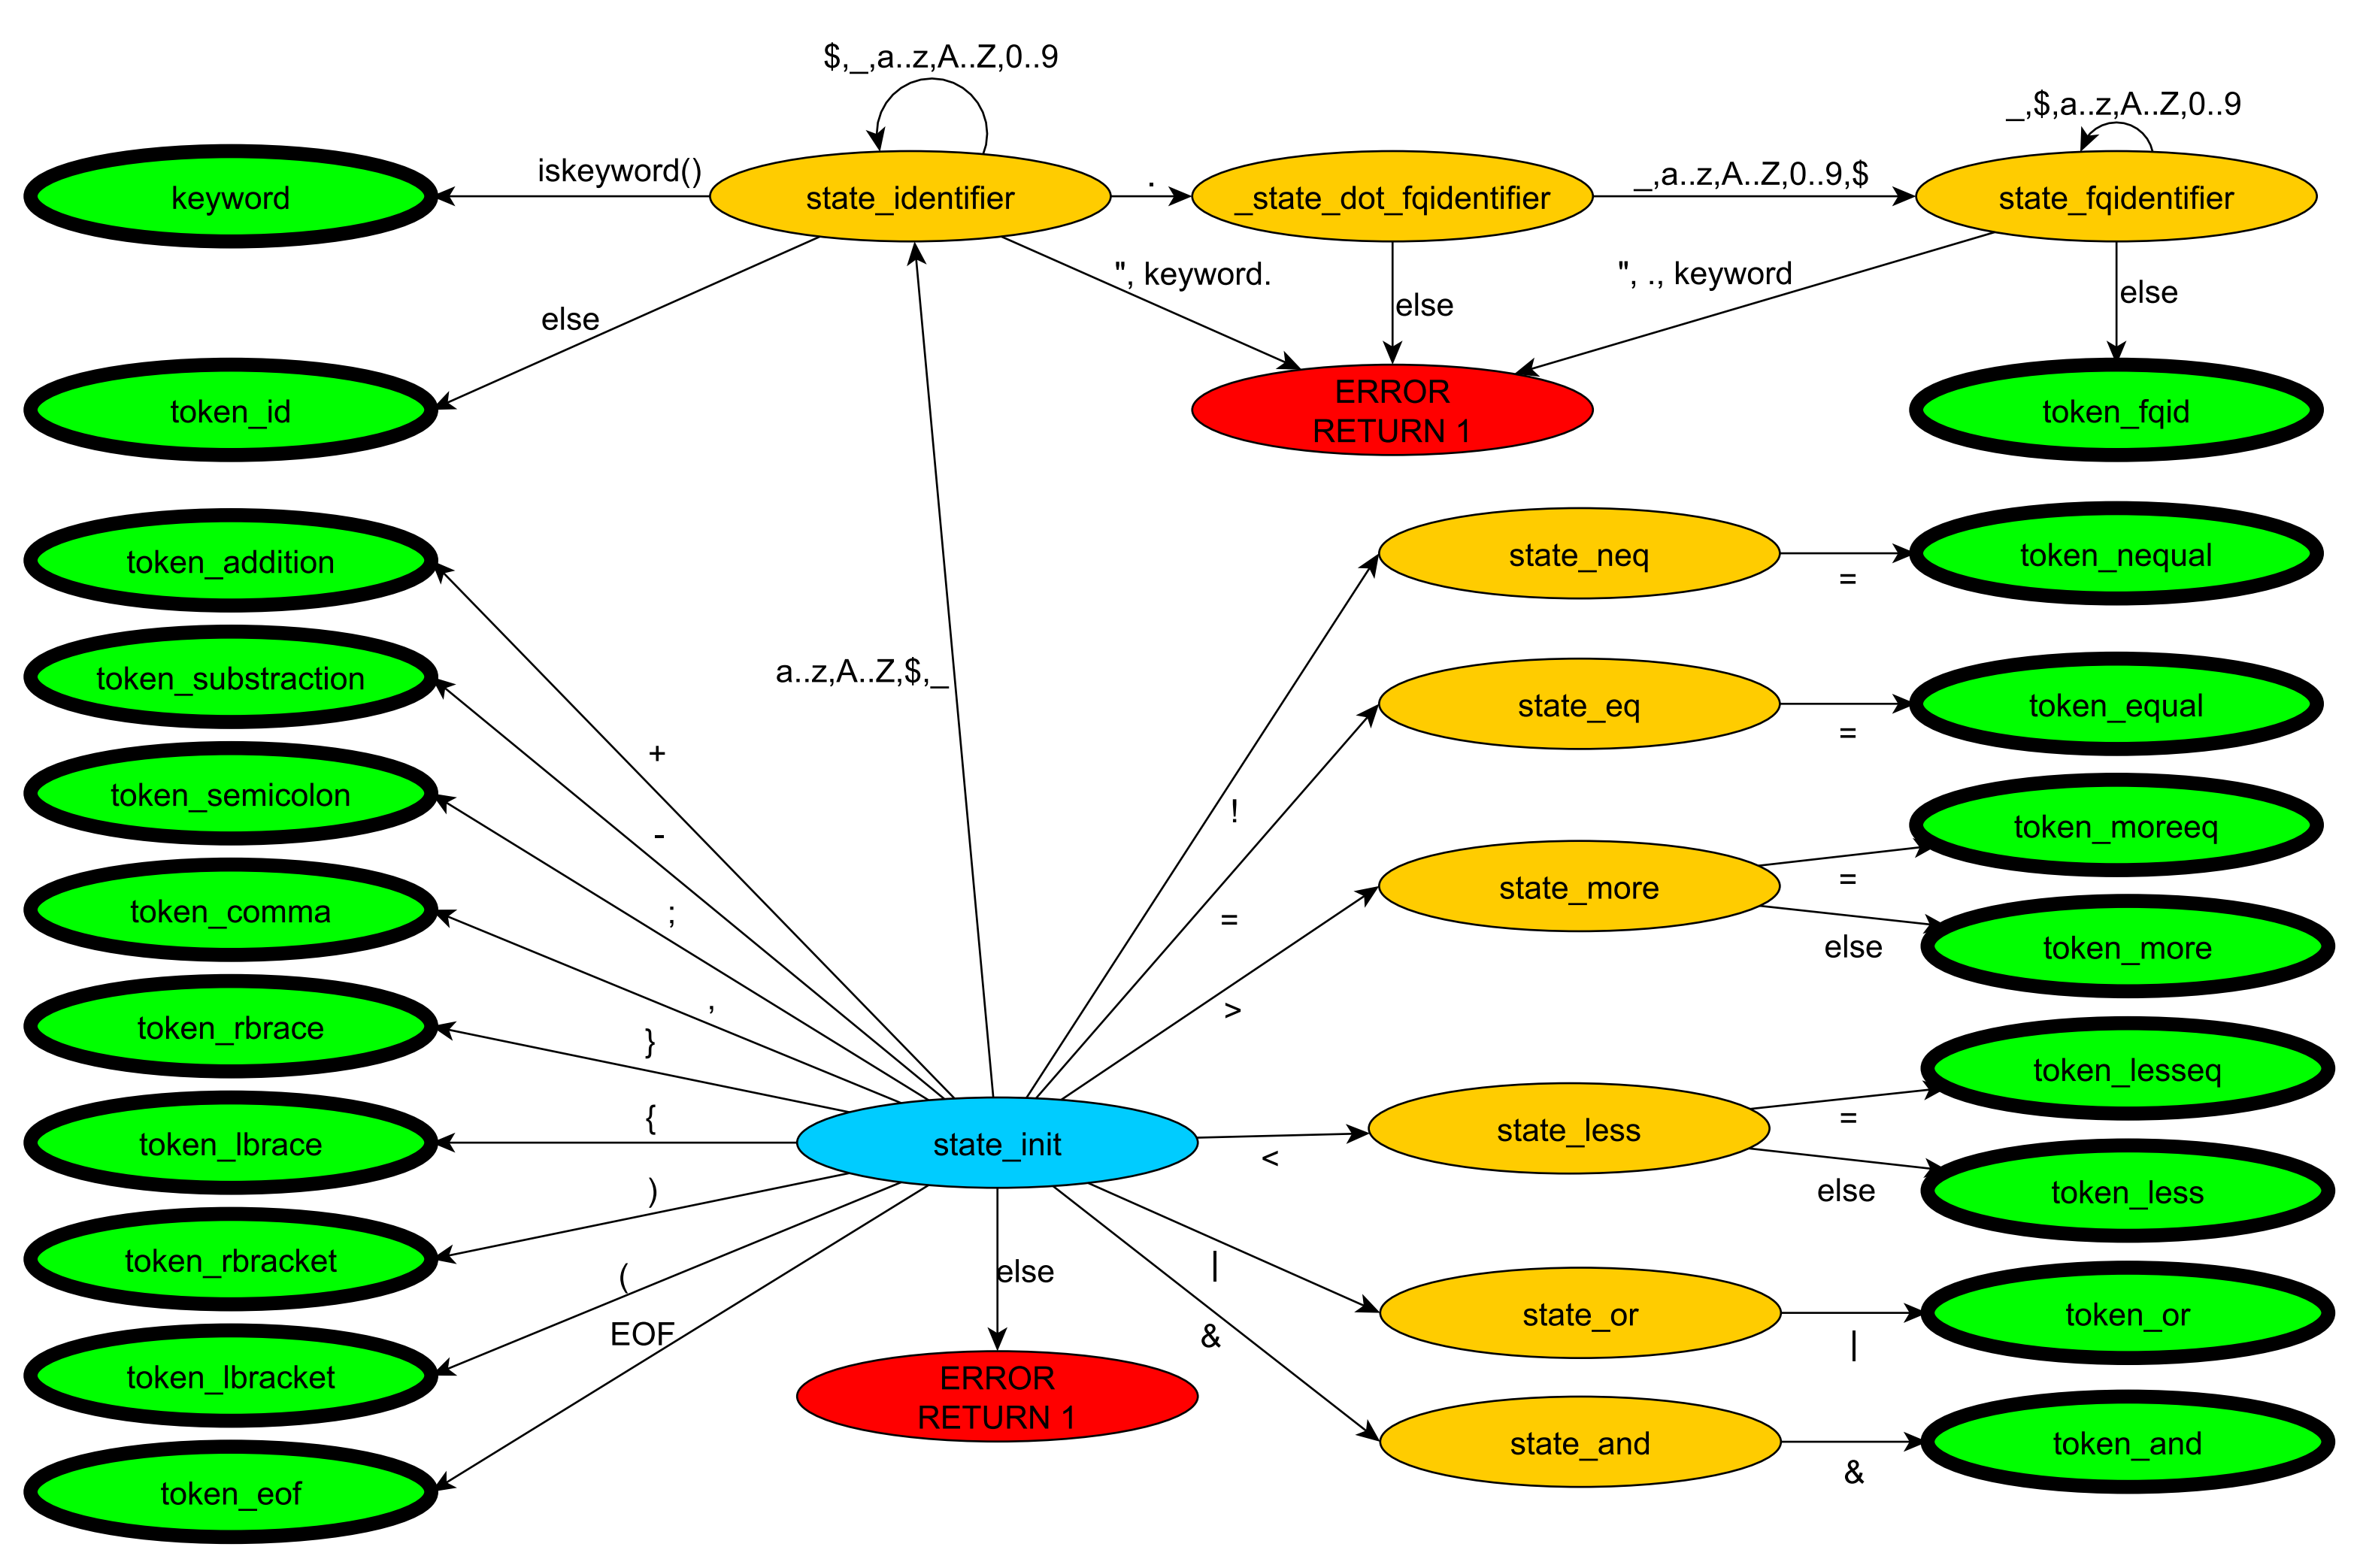 $,_,a..z,A..Z,0..9
_,$,a..z,A..Z,0..9
iskeyword()
.
_,a..z,A..Z,0..9,$
keyword
state_identifier
_state_dot_fqidentifier
state_fqidentifier
", keyword.
", ., keyword
else
else
else
token_id
ERROR
RETURN 1
token_fqid
token_addition
state_neq
token_nequal
=
token_substraction
a..z,A..Z,$,_
state_eq
token_equal
=
+
token_semicolon
!
token_moreeq
-
=
state_more
token_comma
;
=
else
token_more
,
>
token_rbrace
}
token_lesseq
{
=
token_lbrace
state_init
state_less
<
)
else
token_less
token_rbracket
(
else
|
EOF
&
state_or
token_or
|
token_lbracket
ERROR
RETURN 1
state_and
token_and
&
token_eof